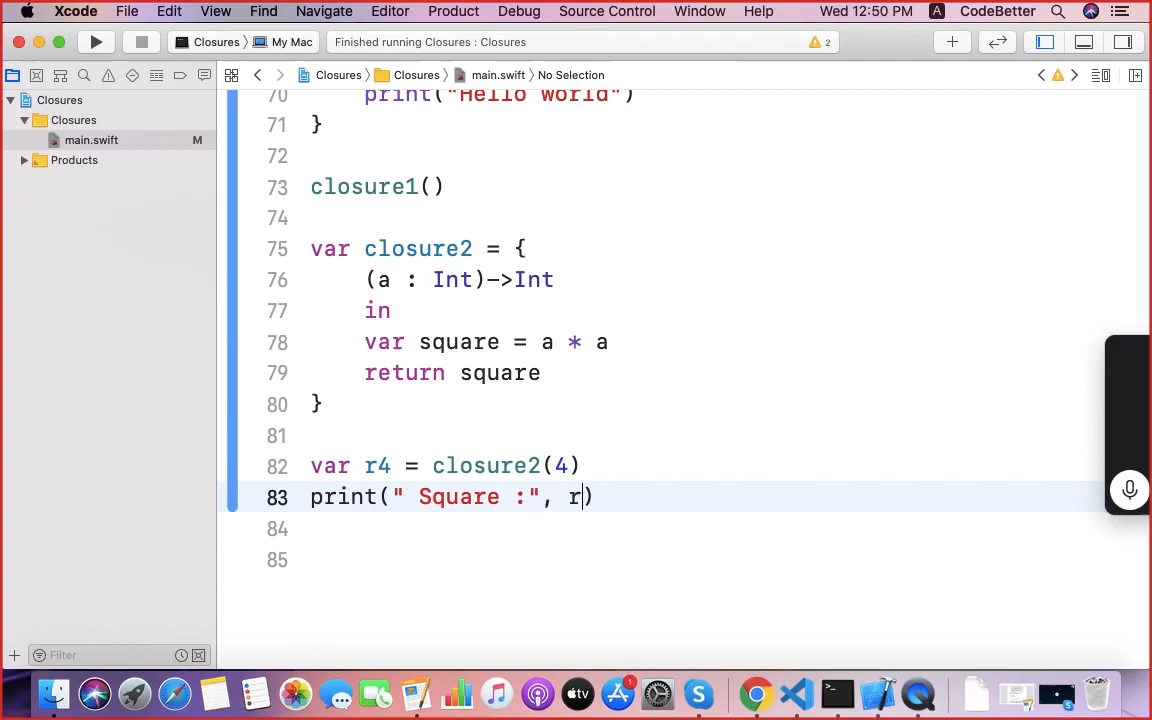 Xcode File Edit View Find Navigate Editor Product Debug Source Control Window Help Wed 12:50 PM A CodeBetter
Closures My Mac Finished running Closures : Closures 2
Closures Closures main.swift No Selection
Closures
Closures
main.swift M
Products
70 print("Hello World")
71 }
72
73 closure1()
74
75 var closure2 = {
76 (a : Int)->Int
77 in
78 var square = a * a
79 return square
80 }
81
82 var r4 = closure2(4)
83 print(" Square :", r)
84
85
Filter
1
tv